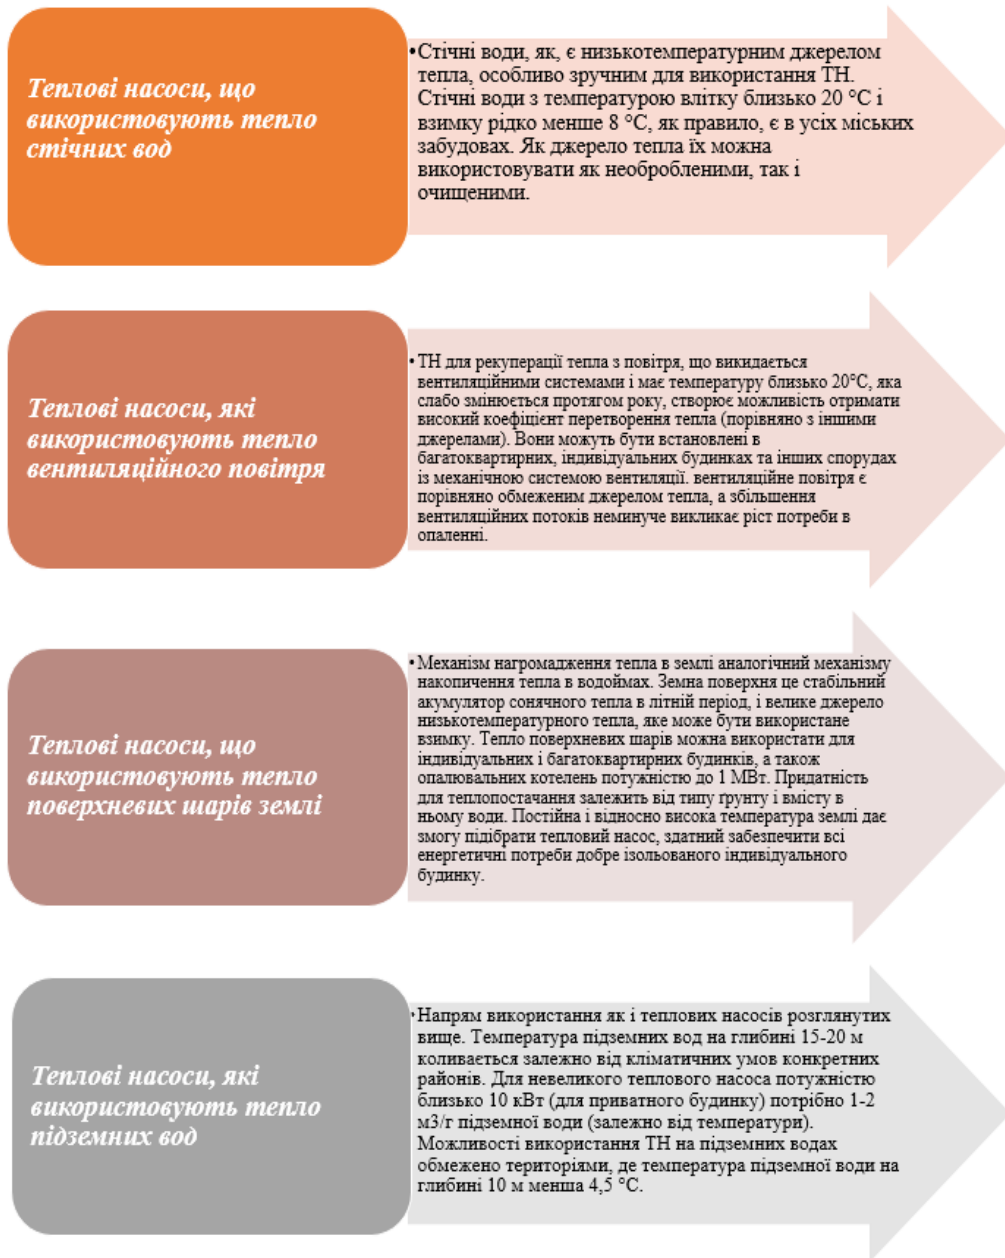 Теплові насоси, що
використовують тепло
стічних вод
•Стічні води, як, є низькотемпературним джерелом
тепла, особливо зручним для використання ТН.
Стічні води з температурою влітку близько 20 °С і
взимку рідко менше 8 °С, як правило, є в усіх міських
забудовах. Як джерело тепла їх можна
використовувати як необробленими, так і
очищеними.
Теплові насоси, які
використовують тепло
вентиляційного повітря
•ТН для рекуперації тепла з повітря, що викидається
вентиляційними системами і має температуру близько 20°С, яка
слабо змінюється протягом року, створює можливість отримати
високий коефіцієнт перетворення тепла (порівняно з іншими
джерелами). Вони можуть бути встановлені в
багатоквартирних, індивідуальних будинках та інших спорудах
із механічною системою вентиляції. вентиляційне повітря є
порівняно обмеженим джерелом тепла, а збільшення
вентиляційних потоків неминуче викликає ріст потреби в
опаленні.
Теплові насоси, що
використовують тепло
поверхневих шарів землі
•Механізм нагромадження тепла в землі аналогічний механізму
накопичення тепла в водоймах. Земна поверхня це стабільний
акумулятор сонячного тепла в літній період, і велике джерело
низькотемпературного тепла, яке може бути використане
взимку. Тепло поверхневих шарів можна використати для
індивідуальних і багатоквартирних будинків, а також
опалювальних котелень потужністю до 1 МВт. Придатність
для теплопостачання залежить від типу ґрунту і вмісту в
ньому води. Постійна і відносно висока температура землі дає
змогу підібрати тепловий насос, здатний забезпечити всі
енергетичні потреби добре ізольованого індивідуального
будинку.
Теплові насоси, які
використовують тепло
підземних вод
•Напрям використання як і теплових насосів розглянутих
вище. Температура підземних вод на глибині 15-20 м
коливається залежно від кліматичних умов конкретних
районів. Для невеликого теплового насоса потужністю
близько 10 кВт (для приватного будинку) потрібно 1-2
м3/г підземної води (залежно від температури).
Можливості використання ТН на підземних водах
обмежено територіями, де температура підземної води на
глибині 10 м менша 4,5 °С.